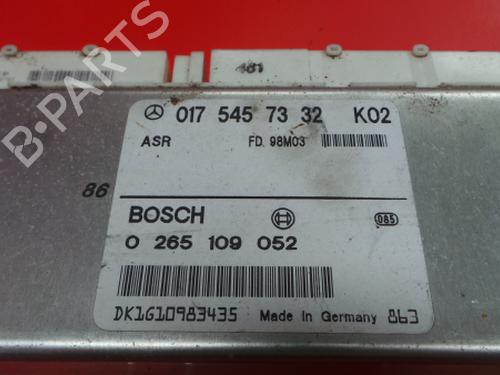 481
017 545 73 32 K02
ASR FD. 98M03
86
BOSCH 085
0 265 109 052
DK1G10983435 Made in Germany 863
B-PARTS